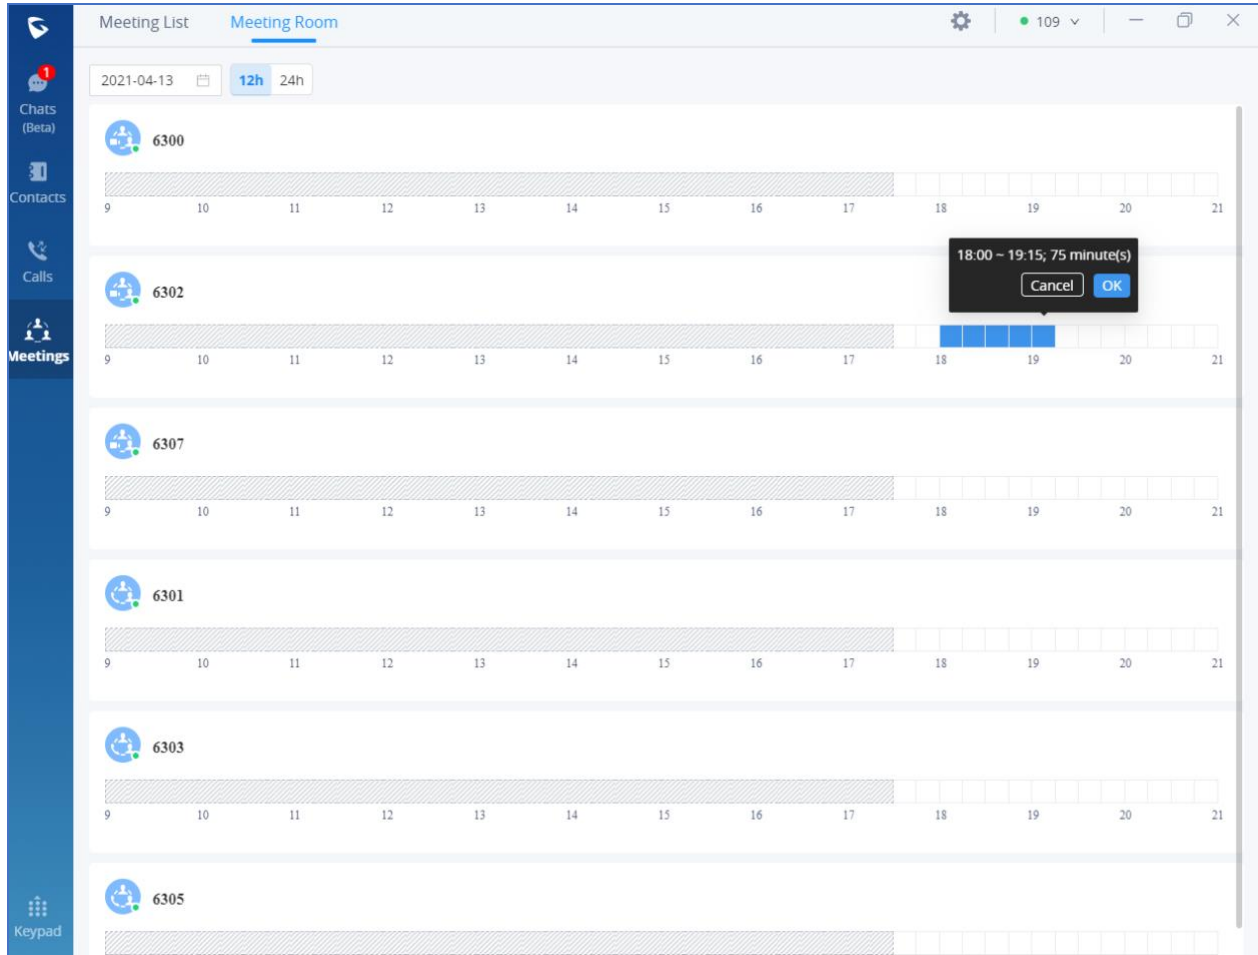 Meeting List Meeting Room 109
1
Chats
(Beta)
Contacts
Calls
Meetings
Keypad
2021-04-13 12h 24h
6300
9 10 11 12 13 14 15 16 17 18 19 20 21
18:00 ~ 19:15; 75 minute(s)
Cancel OK
6302
9 10 11 12 13 14 15 16 17 18 19 20 21
6307
9 10 11 12 13 14 15 16 17 18 19 20 21
6301
9 10 11 12 13 14 15 16 17 18 19 20 21
6303
9 10 11 12 13 14 15 16 17 18 19 20 21
6305